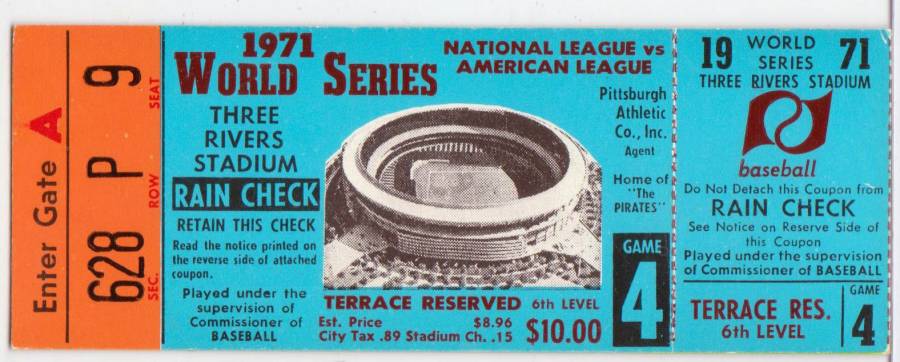 Enter Gate A
628 SEC.
P ROW
9 SEAT
1971
WORLD SERIES
THREE
RIVERS
STADIUM
RAIN CHECK
RETAIN THIS CHECK
Read the notice printed on
the reverse side of attached
coupon.
Played under the
supervision of
Commissioner of
BASEBALL
NATIONAL LEAGUE vs
AMERICAN LEAGUE
Pittsburgh
Athletic
Co., Inc.
Agent
Home of
"The
PIRATES"
GAME
4
TERRACE RESERVED 6th LEVEL
Est. Price $8.96
City Tax .89 Stadium Ch. .15 $10.00
19 WORLD SERIES 71
THREE RIVERS STADIUM
baseball
Do Not Detach this Coupon from
RAIN CHECK
See Notice on Reserve Side of
this Coupon
Played under the supervision
of Commissioner of BASEBALL
TERRACE RES.
6th LEVEL
GAME
4